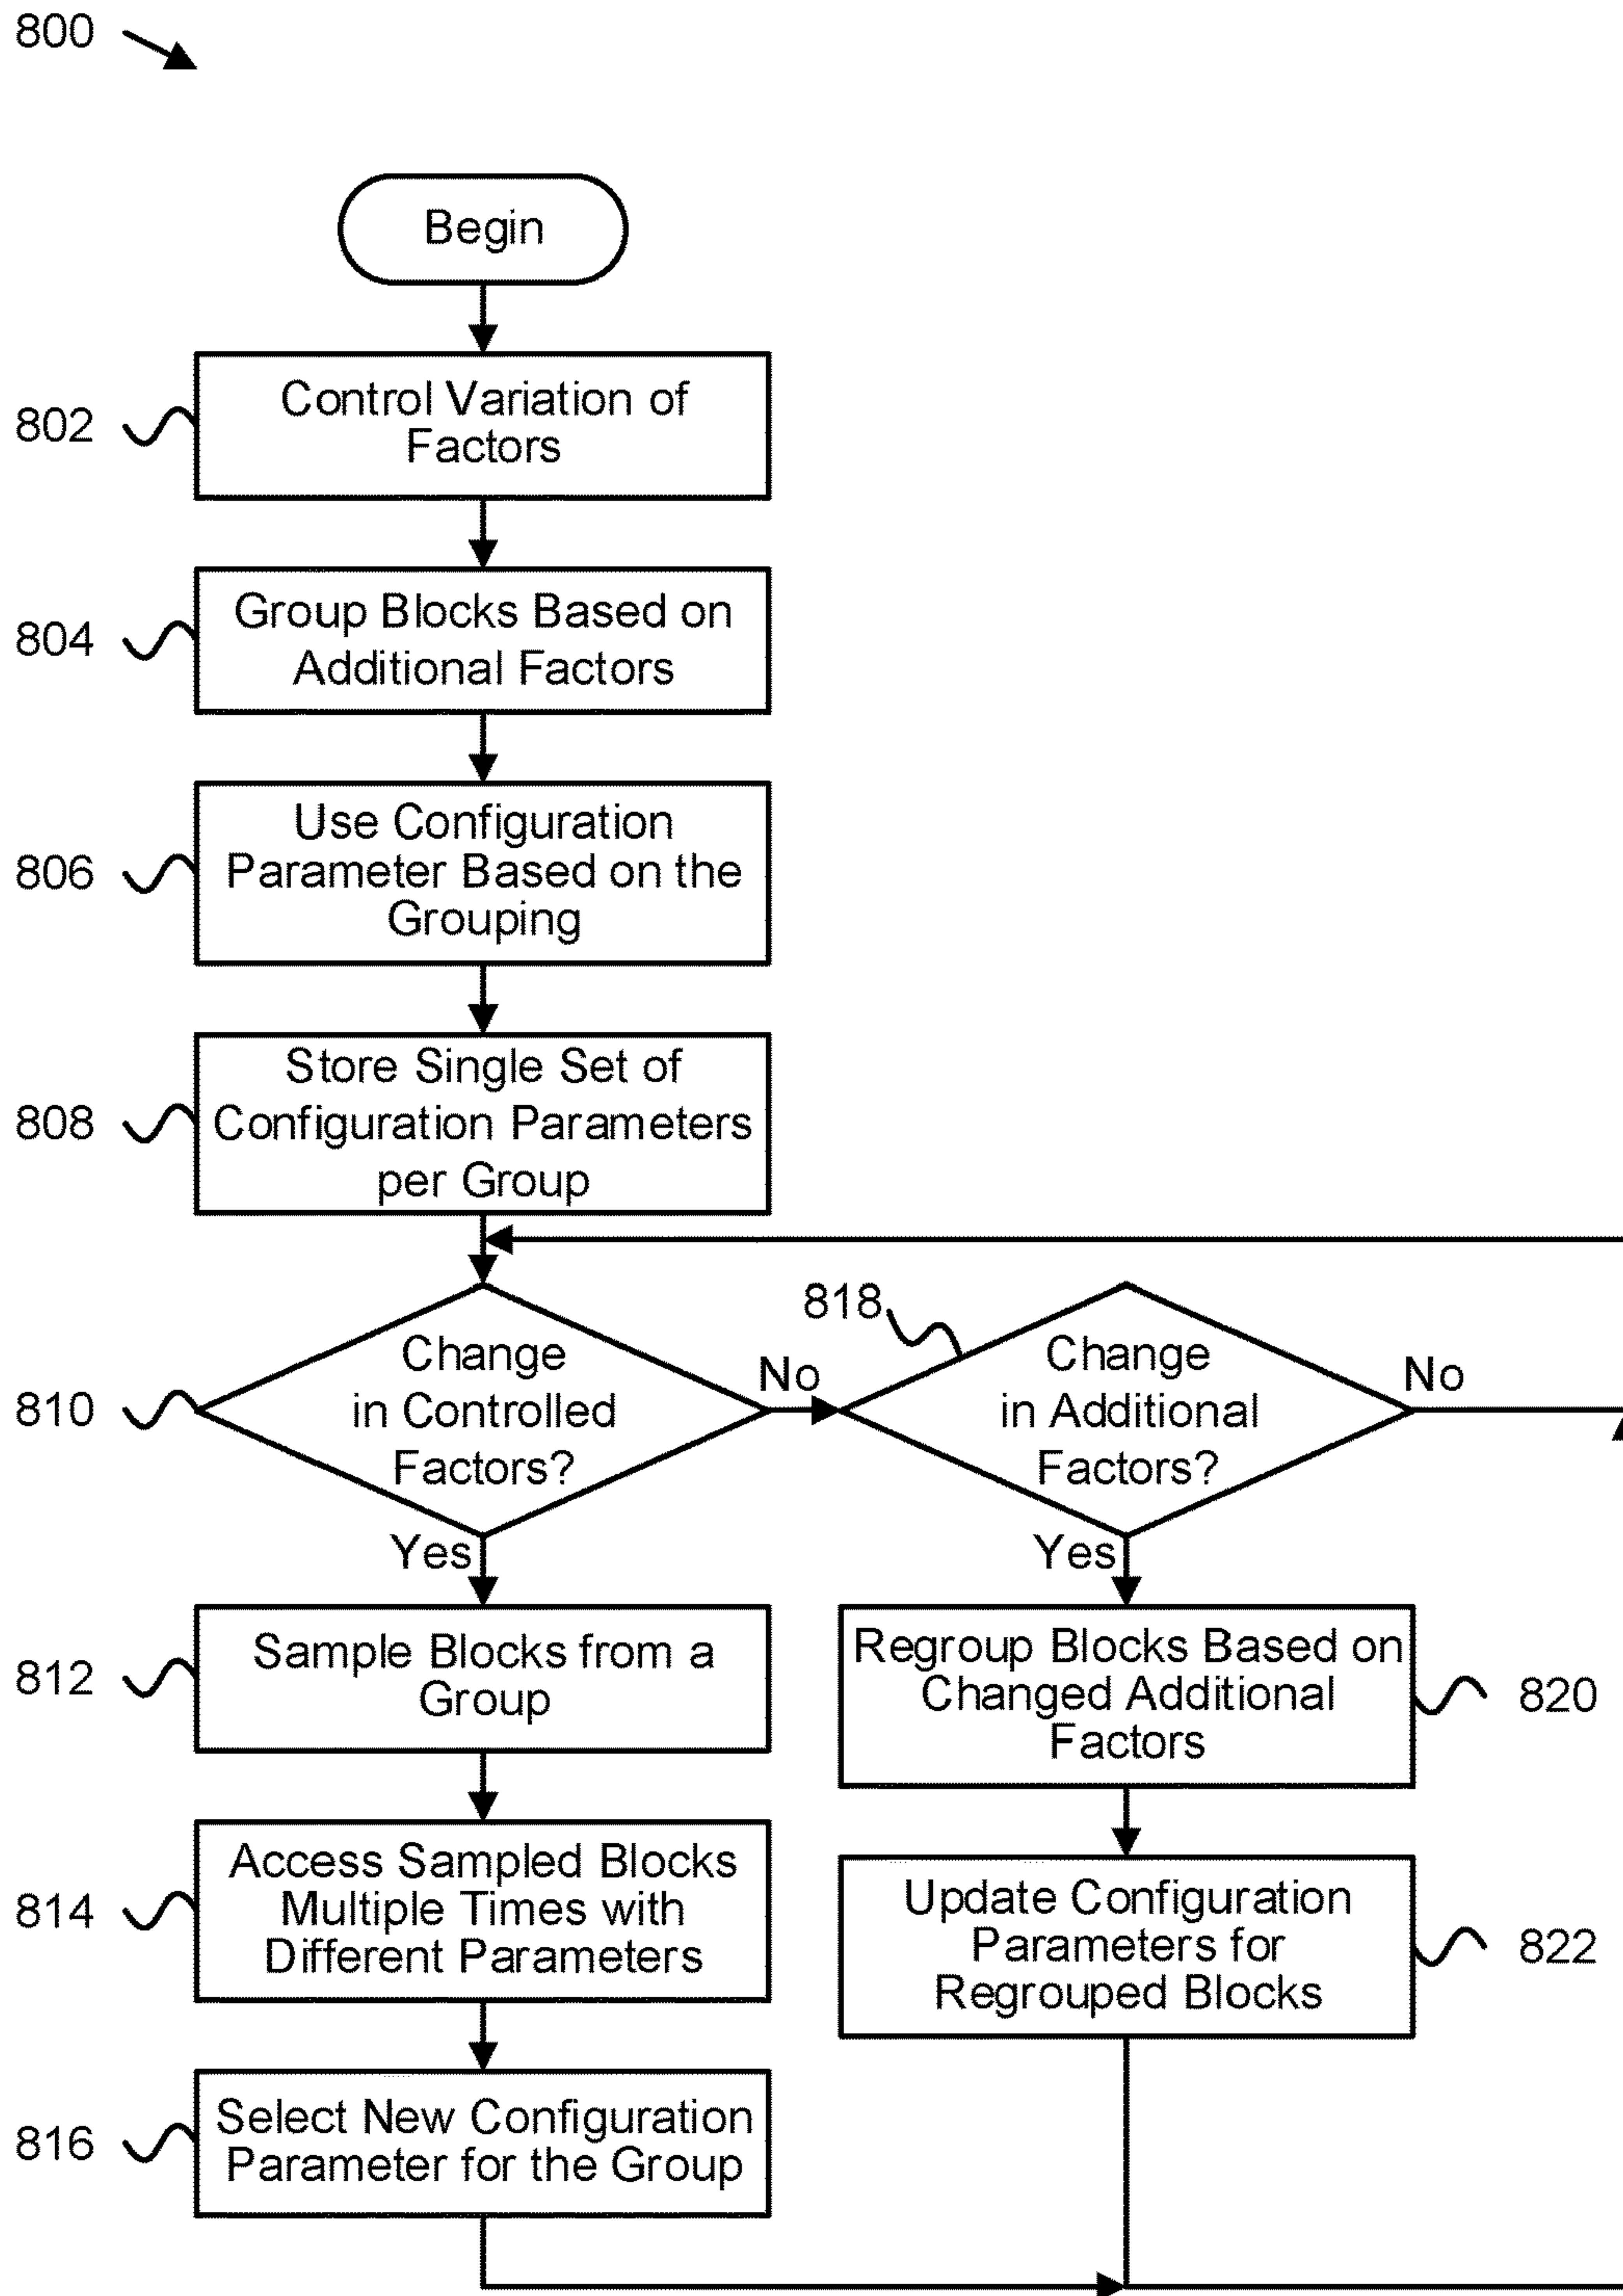 800
Begin
802
Control Variation of
Factors
804
Group Blocks Based on
Additional Factors
806
Use Configuration
Parameter Based on the
Grouping
808
Store Single Set of
Configuration Parameters
per Group
810
Change
in Controlled
Factors?
No
Yes
818
Change
in Additional
Factors?
No
Yes
812
Sample Blocks from a
Group
814
Access Sampled Blocks
Multiple Times with
Different Parameters
816
Select New Configuration
Parameter for the Group
Regroup Blocks Based on
Changed Additional
Factors
820
Update Configuration
Parameters for
Regrouped Blocks
822